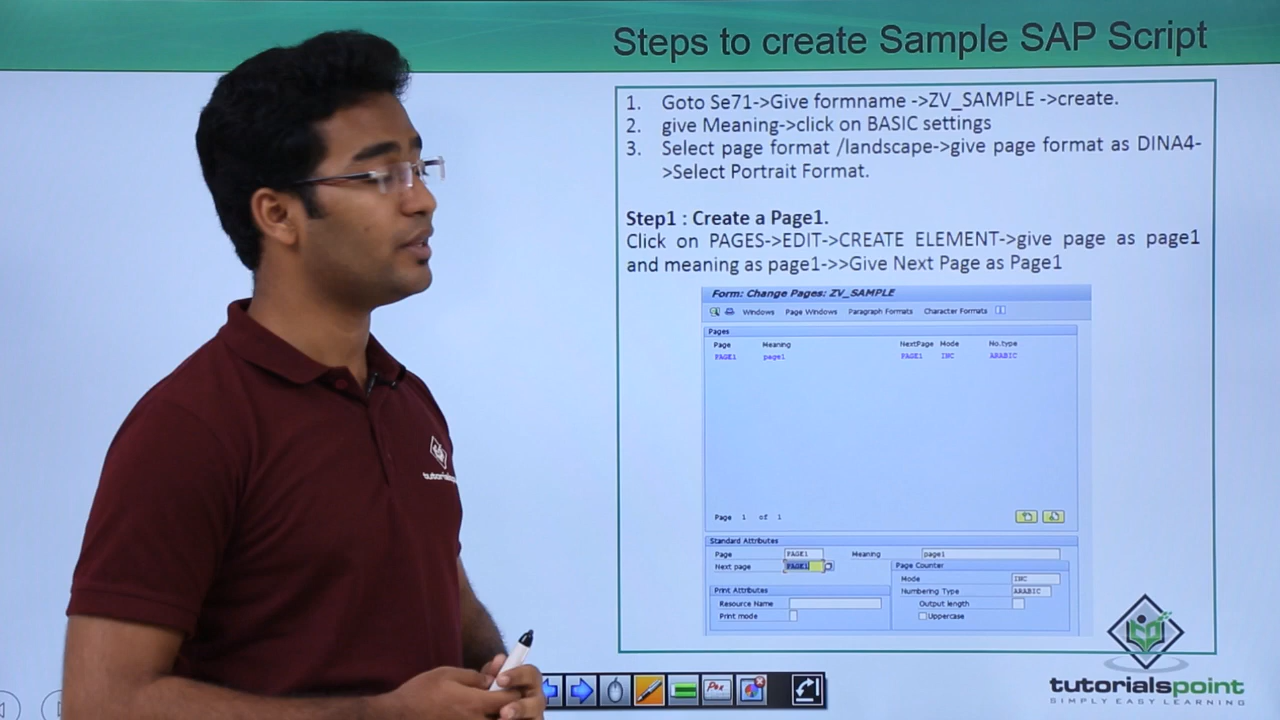 Steps to create Sample SAP Script
1. Goto Se71->Give formname ->ZV_SAMPLE ->create.
2. give Meaning->click on BASIC settings
3. Select page format /landscape->give page format as DINA4-
>Select Portrait Format.
Step1 : Create a Page1.
Click on PAGES->EDIT->CREATE ELEMENT->give page as page1
and meaning as page1->>Give Next Page as Page1
Form: Change Pages: ZV_SAMPLE
Windows Page Windows Paragraph Formats Character Formats
Pages
Page Meaning NextPage Mode No.type
PAGE1 page1 PAGE1 INC ARABIC
Page 1 of 1
Standard Attributes
Page PAGE1 Meaning page1
Next page PAGE1 Page Counter
Mode INC
Print Attributes Numbering Type ARABIC
Resource Name Output length
Print mode Uppercase
tutorialsp
Pen
tutorialspoint
SIMPLY EASY LEARNING